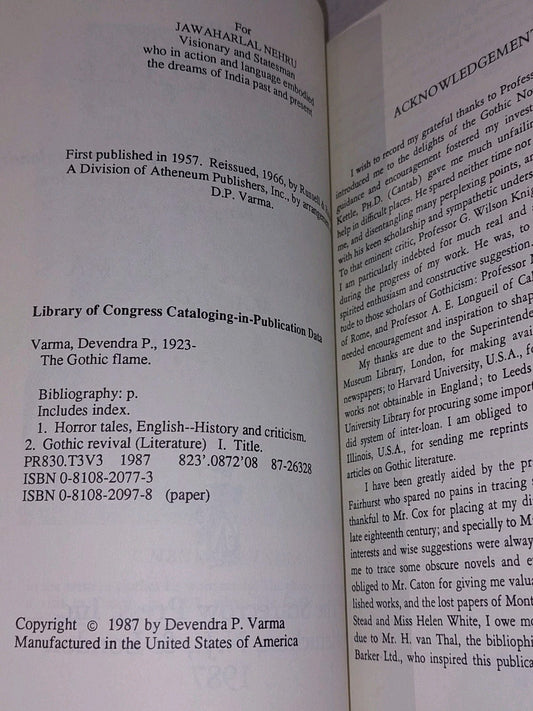 For
JAWAHARLAL NEHRU
Visionary and Statesman
who in action and language embodied
the dreams of India past and present
First published in 1957. Reissued, 1966, by Russell &
A Division of Atheneum Publishers, Inc., by arrangement
D.P. Varma.
Library of Congress Cataloging-in-Publication Data
Varma, Devendra P., 1923-
The Gothic flame.
Bibliography: p.
Includes index.
1. Horror tales, English--History and criticism.
2. Gothic revival (Literature) I. Title.
PR830.T3V3 1987 823'.0872'08 87-26328
ISBN 0-8108-2077-3
ISBN 0-8108-2097-8 (paper)
Copyright © 1987 by Devendra P. Varma
Manufactured in the United States of America
ACKNOWLEDGEMENT
I wish to record my grateful thanks to Profess
introduced me to the delights of the Gothic No
guidance and encouragement fostered my invest
Kettle, PH.D. (Cantab) gave me much unfailin
help in difficult places. He spared neither time nor
me, and disentangling many perplexing points, and
with his keen scholarship and sympathetic unders
To that eminent critic, Professor G. Wilson Knig
I am particularly indebted for much real and
during the progress of my work. He was, to
spirited enthusiasm and constructive suggestion.
tude to those scholars of Gothicism: Professor M
of Rome, and Professor A. E. Longueil of Cal
needed encouragement and inspiration to shap
My thanks are due to the Superintende
Museum Library, London, for making avai
newspapers; to Harvard University, U.S.A., fo
works not obtainable in England; to Leeds
University Library for procuring some import
did system of inter-loan. I am obliged to
Illinois, U.S.A., for sending me reprints
articles on Gothic literature.
I have been greatly aided by the pr
Fairhurst who spared no pains in tracing
thankful to Mr. Cox for placing at my di
late eighteenth century; and specially to M
interests and wise suggestions were alway
me to trace some obscure novels and e
obliged to Mr. Caton for giving me valua
lished works, and the lost papers of Mont
Stead and Miss Helen White, I owe mo
due to Mr. H. van Thal, the bibliophi
Barker Ltd., who inspired this publica